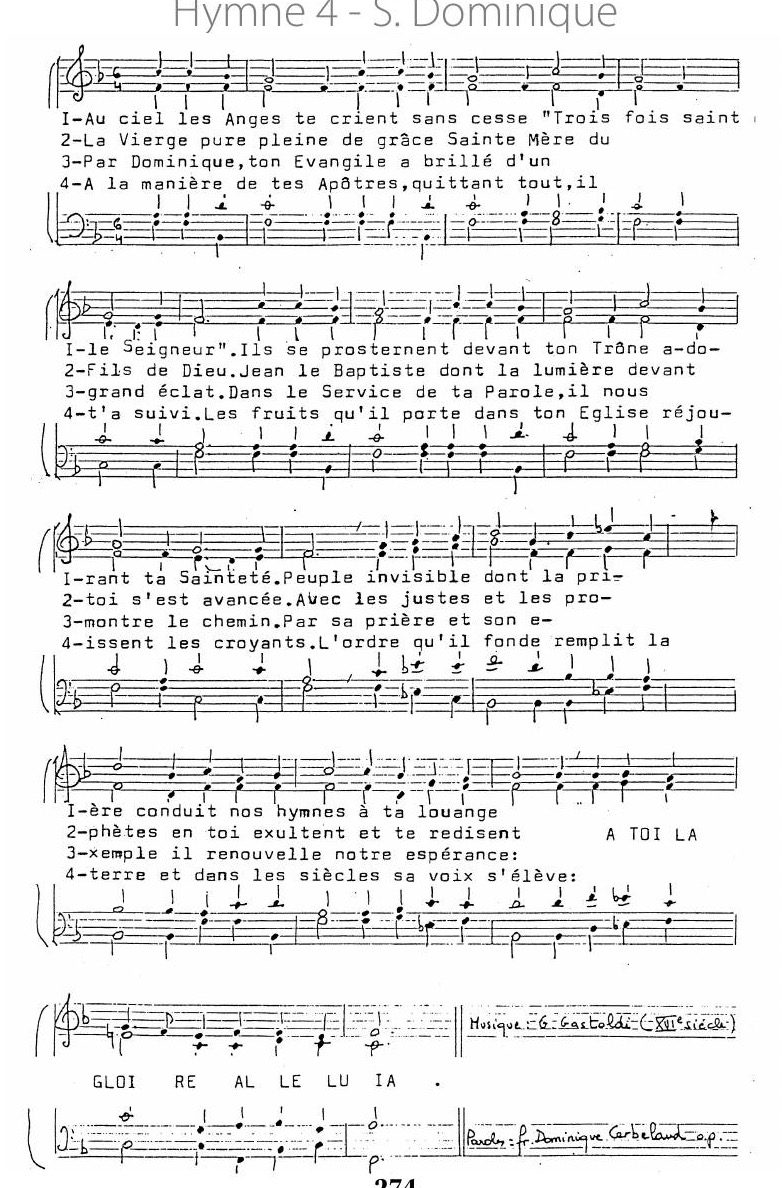 Hymne 4 - S. Dominique
I-Au ciel les Anges te crient sans cesse "Trois fois saint
2-La Vierge pure pleine de grâce Sainte Mère du
3-Par Dominique,ton Evangile a brillé d'un
4-A la manière de tes Apôtres,quittant tout,il
I-le Seigneur".Ils se prosternent devant ton Trône a-do-
2-Fils de Dieu.Jean le Baptiste dont la lumière devant
3-grand éclat.Dans le Service de ta Parole,il nous
4-t'a suivi.Les fruits qu'il porte dans ton Eglise réjou-
I-rant ta Sainteté.Peuple invisible dont la pri-
2-toi s'est avancée.Avec les justes et les pro-
3-montre le chemin.Par sa prière et son e-
4-issent les croyants.L'ordre qu'il fonde remplit la
I-ère conduit nos hymnes à ta louange
2-phètes en toi exultent et te redisent A TOI LA
3-xemple il renouvelle notre espérance:
4-terre et dans les siècles sa voix s'élève:
Musique : G. Gastoldi (XVIe siècle)
GLOI RE AL LE LU IA .
Paroles : fr. Dominique Cerbelaud o.p.
274